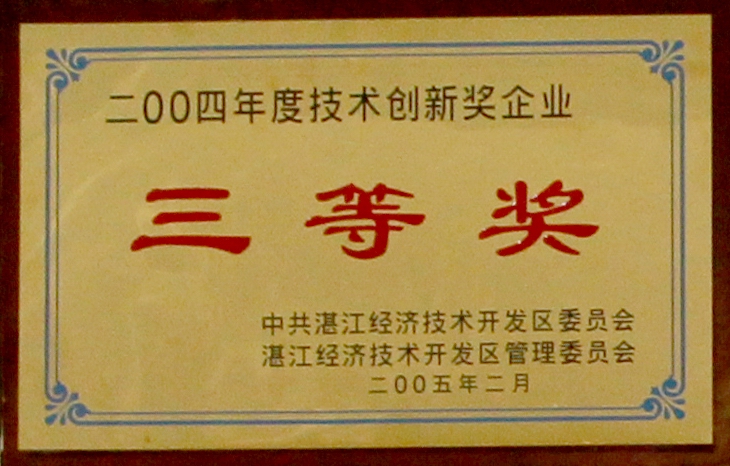 二00四年度技术创新奖企业
三等奖
中共湛江经济技术开发区委员会
湛江经济技术开发区管理委员会
二00五年二月